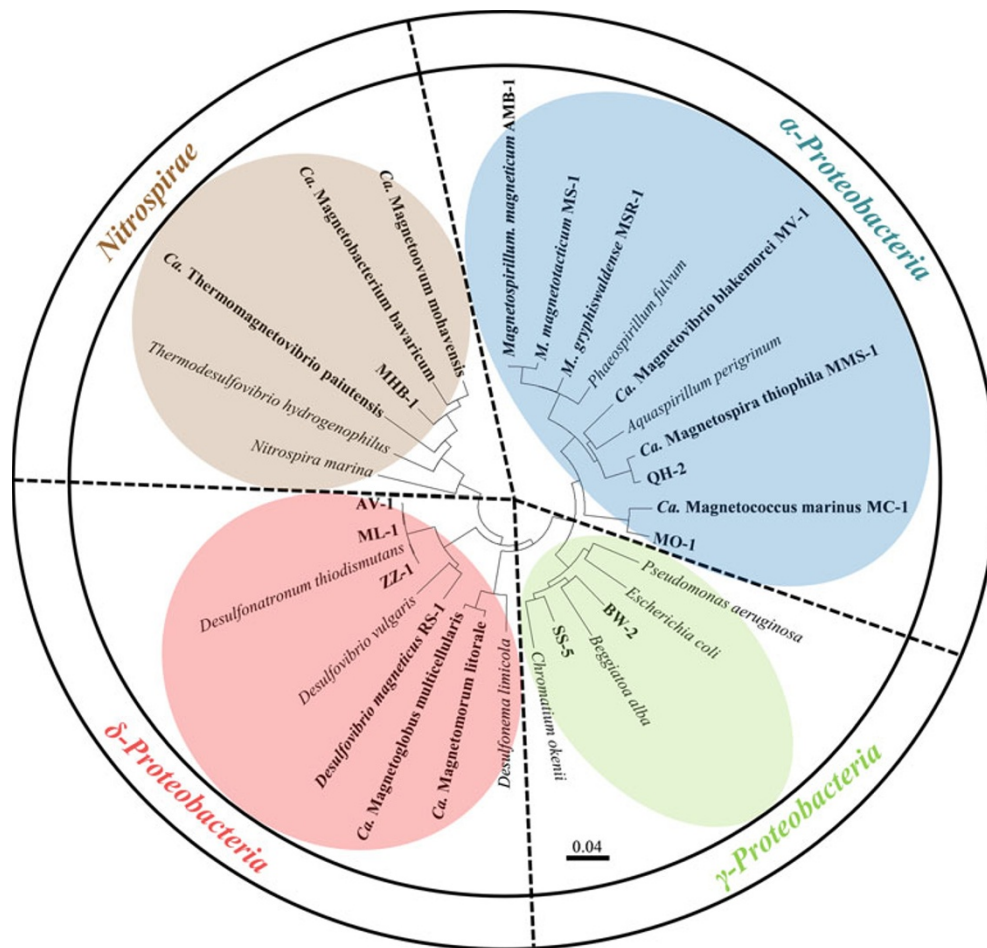 Nitrospirae
Ca. Thermomagnetovibrio paiutensis
Ca. Magnetobacterium bavaricum
Ca. Magnetoovum mohavensis
MHB-1
Thermodesulfovibrio hydrogenophilus
Nitrospira marina
α-Proteobacteria
Magnetospirillum. magneticum AMB-1
M. magnetotacticum MS-1
M. gryphiswaldense MSR-1
Phaeospirillum fulvum
Ca. Magnetovibrio blakemorei MV-1
Aquaspirillum perigrinum
Ca. Magnetospira thiophila MMS-1
QH-2
Ca. Magnetococcus marinus MC-1
MO-1
γ-Proteobacteria
Pseudomonas aeruginosa
Escherichia coli
BW-2
Beggiatoa alba
SS-5
Chromatium okenii
δ-Proteobacteria
AV-1
ML-1
Desulfonatronum thiodismutans
ZZ-1
Desulfovibrio vulgaris
Desulfovibrio magneticus RS-1
Ca. Magnetoglobus multicellularis
Ca. Magnetomorum litorale
Desulfonema limicola
0.04